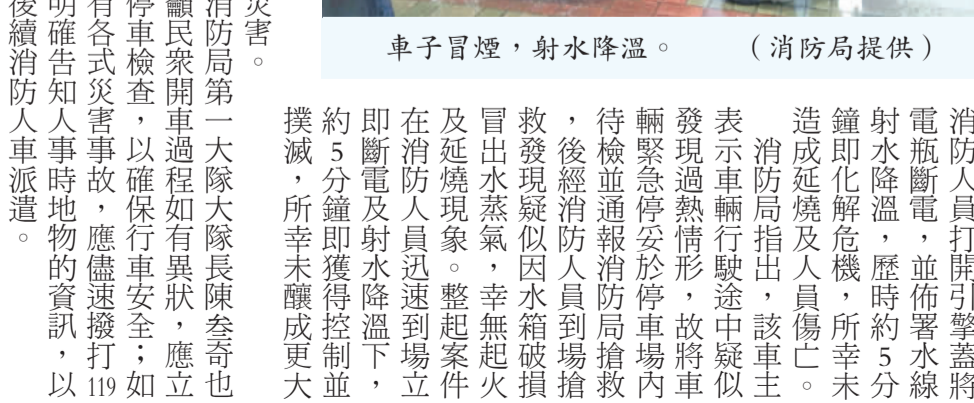 車子冒煙，射水降溫。　　（消防局提供）
消防人員打開引擎蓋將
電瓶斷電，並佈署水線
射水降溫，歷時約5分
鐘即化解危機，所幸未
造成延燒及人員傷亡。
消防局指出，該車主
表示車輛行駛途中疑似
發現過熱情形，故將車
輛緊急停妥於停車場內
待檢並通報消防局搶救
，後經消防人員到場搶
救發現疑似因水箱破損
冒出水蒸氣，幸無起火
及延燒現象。整起案件
在消防人員迅速到場立
即斷電及射水降溫下，
約5分鐘即獲得控制並
撲滅，所幸未釀成更大
災害。
消防局第一大隊大隊長陳叁奇也
籲民衆開車過程如有異狀，應立
停車檢查，以確保行車安全；如
有各式災害事故，應儘速撥打119
明確告知人事時地物的資訊，以
後續消防人車派遣。